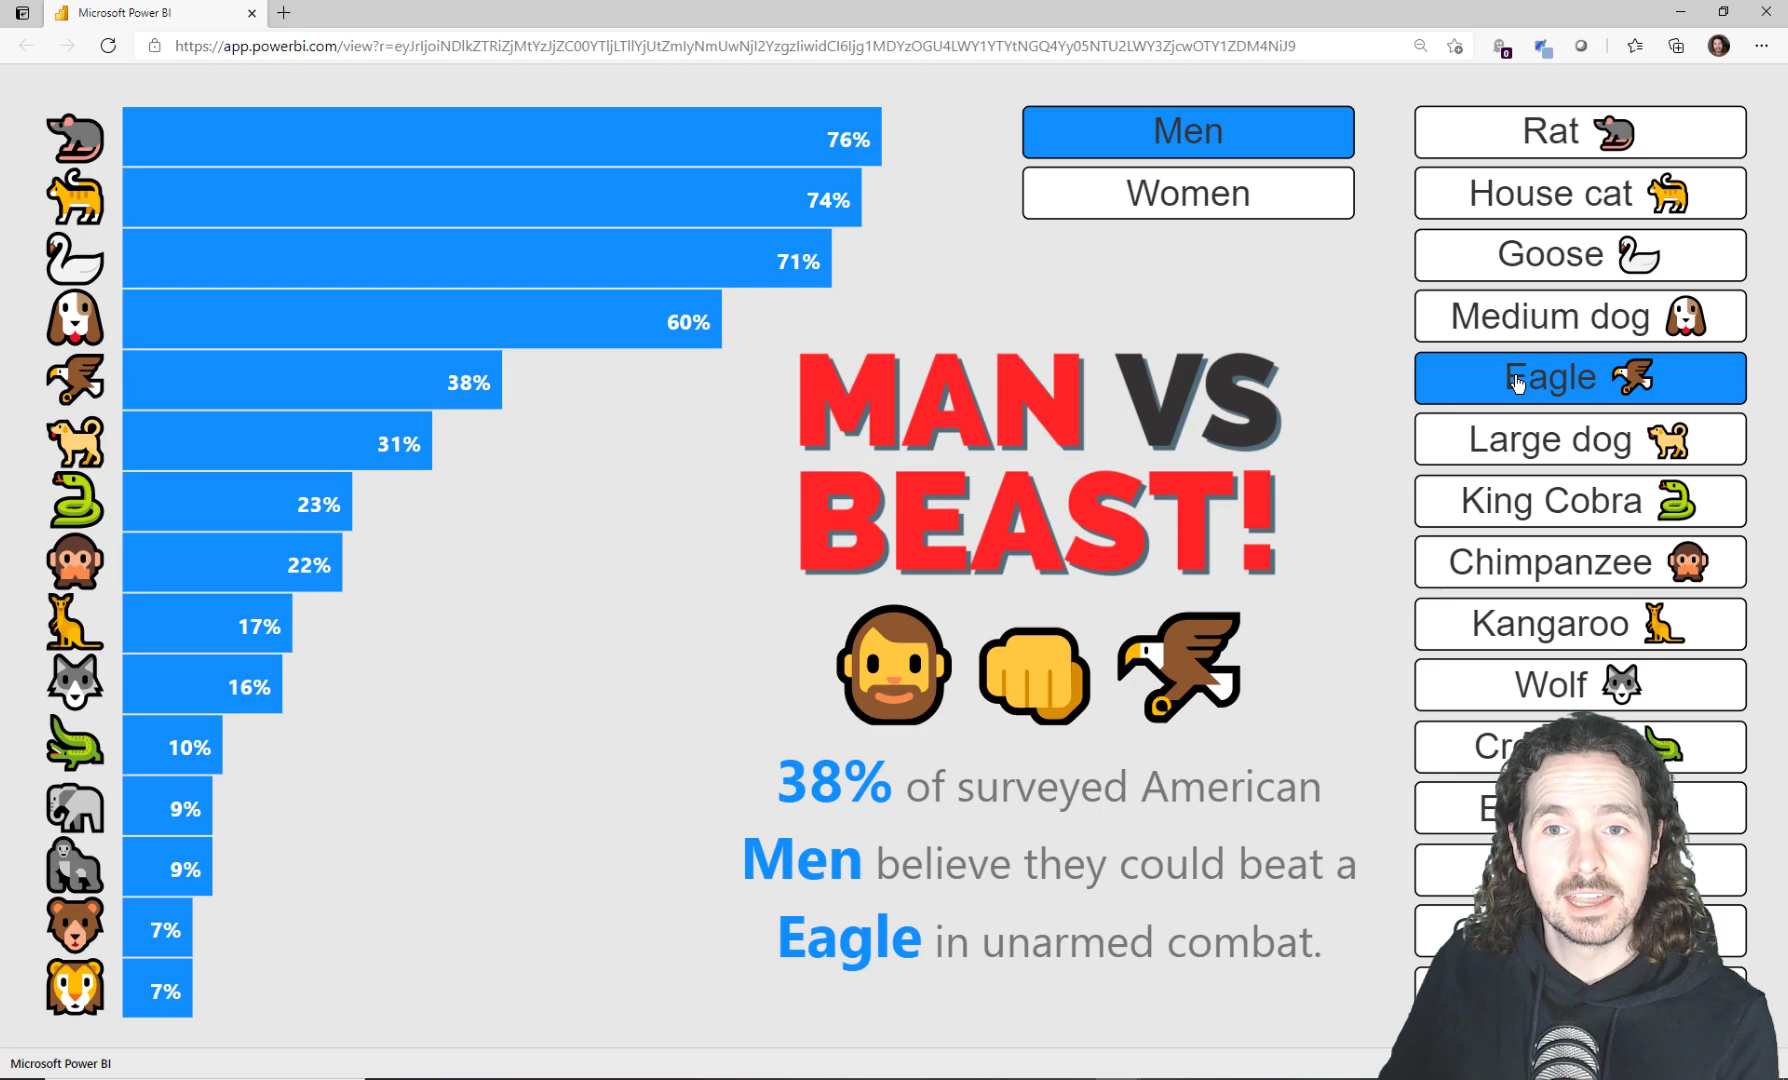 Microsoft Power BI
https://app.powerbi.com/view?r=eyJrIjoiNDlkZTRiZjMtYzJjZC00YTljLTllYjUtZmIyNmUwNjI2YzgzIiwidCI6Ijg1MDYzOGU4LWY1YTYtNGQ4Yy05NTU2LWY3ZjcwOTY1ZDM4NiJ9
0
76%
74%
71%
60%
38%
31%
23%
22%
17%
16%
10%
9%
9%
7%
7%
Men
Women
MAN VS
BEAST!
38% of surveyed American
Men believe they could beat a
Eagle in unarmed combat.
Rat
House cat
Goose
Medium dog
Eagle
Large dog
King Cobra
Chimpanzee
Kangaroo
Wolf
Microsoft Power BI